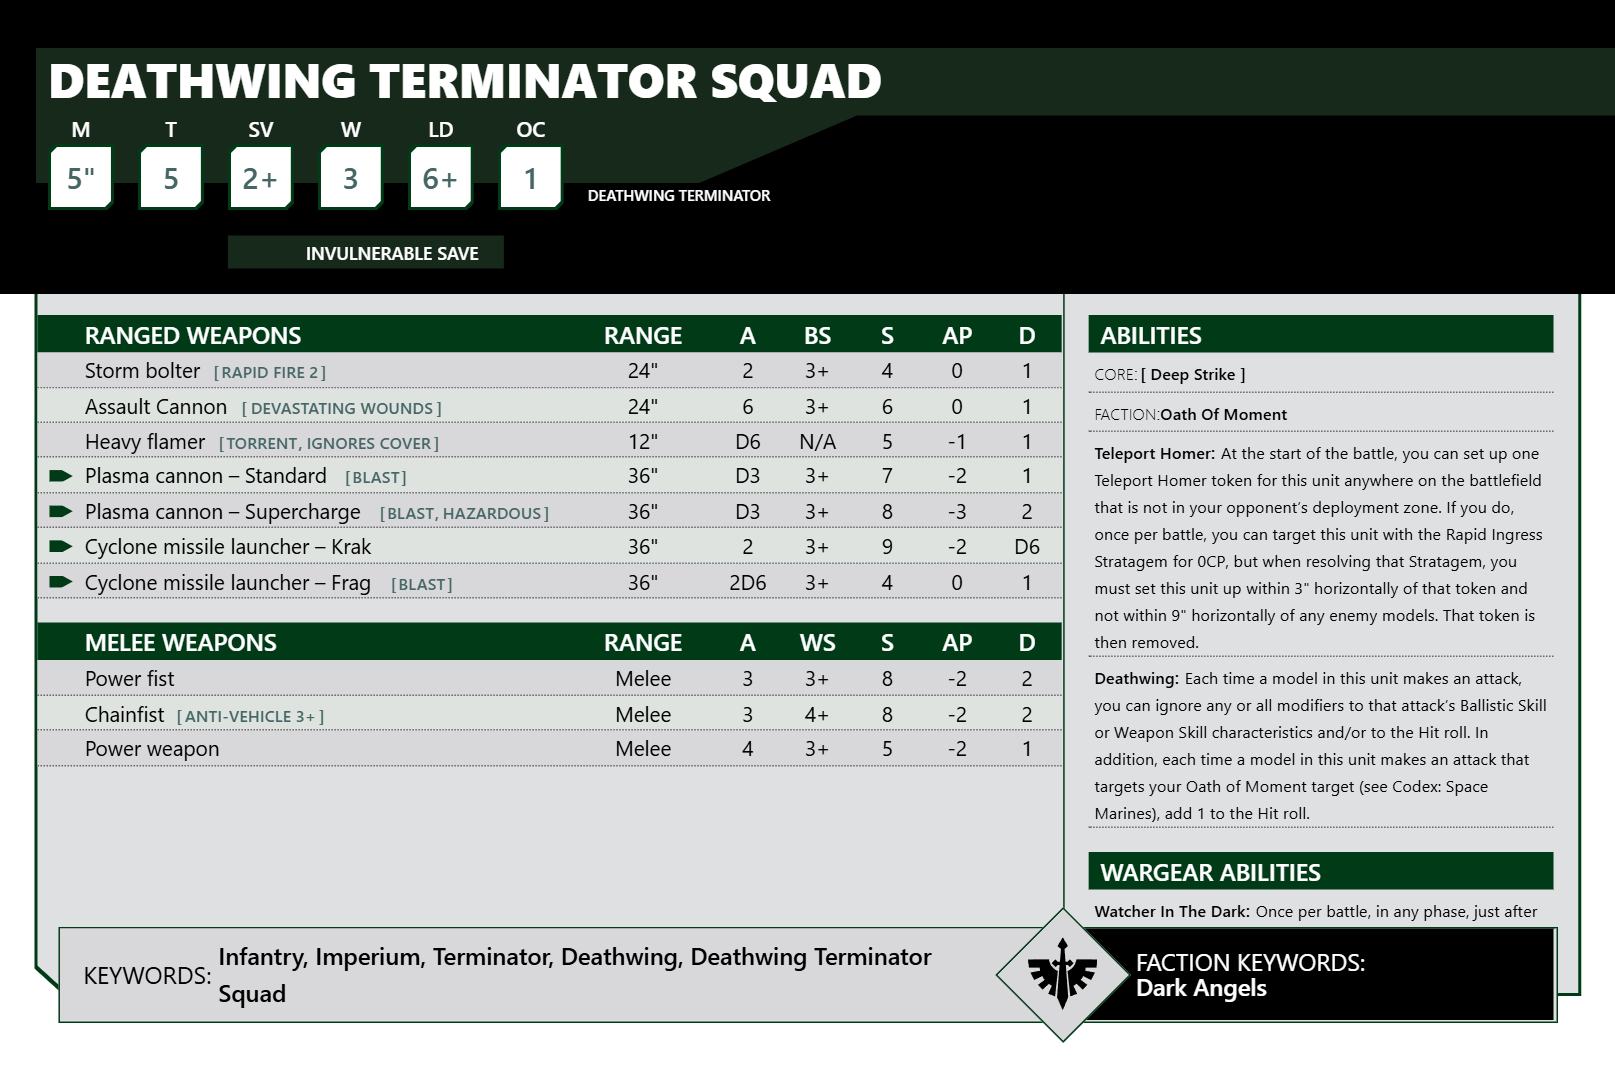 DEATHWING TERMINATOR SQUAD
M T SV W LD OC
5" 5 2+ 3 6+ 1
DEATHWING TERMINATOR
INVULNERABLE SAVE
RANGED WEAPONS RANGE A BS S AP D
Storm bolter [RAPID FIRE 2] 24" 2 3+ 4 0 1
Assault Cannon [DEVASTATING WOUNDS] 24" 6 3+ 6 0 1
Heavy flamer [TORRENT, IGNORES COVER] 12" D6 N/A 5 -1 1
Plasma cannon – Standard [BLAST] 36" D3 3+ 7 -2 1
Plasma cannon – Supercharge [BLAST, HAZARDOUS] 36" D3 3+ 8 -3 2
Cyclone missile launcher – Krak 36" 2 3+ 9 -2 D6
Cyclone missile launcher – Frag [BLAST] 36" 2D6 3+ 4 0 1
MELEE WEAPONS RANGE A WS S AP D
Power fist Melee 3 3+ 8 -2 2
Chainfist [ANTI-VEHICLE 3+] Melee 3 4+ 8 -2 2
Power weapon Melee 4 3+ 5 -2 1
ABILITIES
CORE: [ Deep Strike ]
FACTION:Oath Of Moment
Teleport Homer: At the start of the battle, you can set up one
Teleport Homer token for this unit anywhere on the battlefield
that is not in your opponent’s deployment zone. If you do,
once per battle, you can target this unit with the Rapid Ingress
Stratagem for 0CP, but when resolving that Stratagem, you
must set this unit up within 3" horizontally of that token and
not within 9" horizontally of any enemy models. That token is
then removed.
Deathwing: Each time a model in this unit makes an attack,
you can ignore any or all modifiers to that attack’s Ballistic Skill
or Weapon Skill characteristics and/or to the Hit roll. In
addition, each time a model in this unit makes an attack that
targets your Oath of Moment target (see Codex: Space
Marines), add 1 to the Hit roll.
WARGEAR ABILITIES
Watcher In The Dark: Once per battle, in any phase, just after
KEYWORDS: Infantry, Imperium, Terminator, Deathwing, Deathwing Terminator
Squad
FACTION KEYWORDS:
Dark Angels